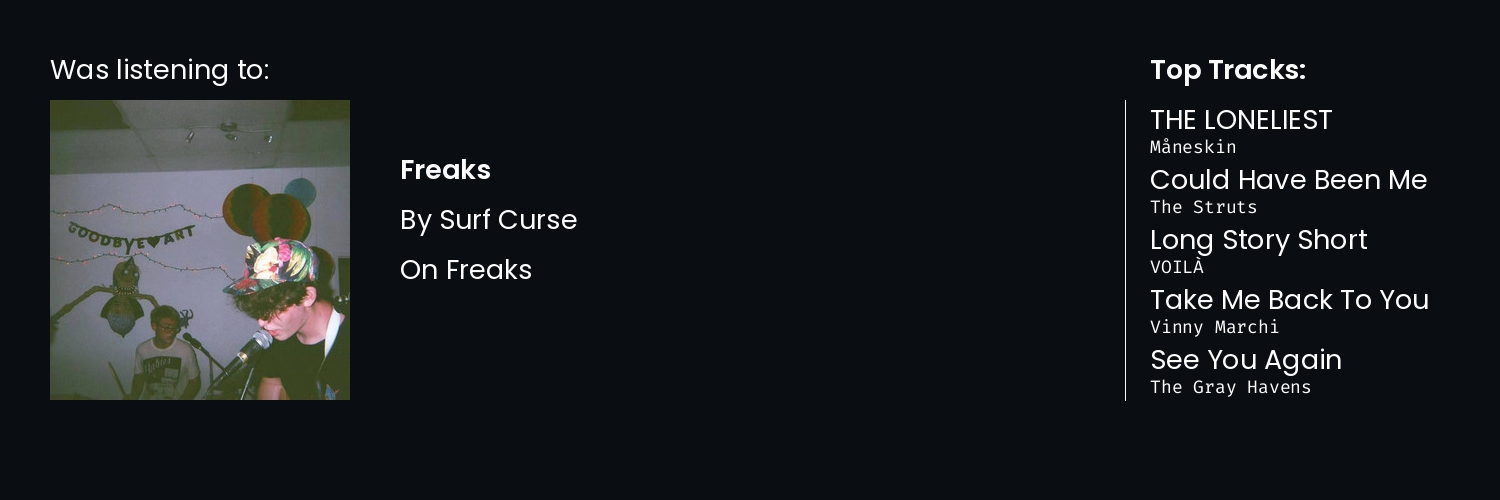 Was listening to:
GOODBYE♥ART
Freaks
By Surf Curse
On Freaks
Top Tracks:
THE LONELIEST
Måneskin
Could Have Been Me
The Struts
Long Story Short
VOILÀ
Take Me Back To You
Vinny Marchi
See You Again
The Gray Havens